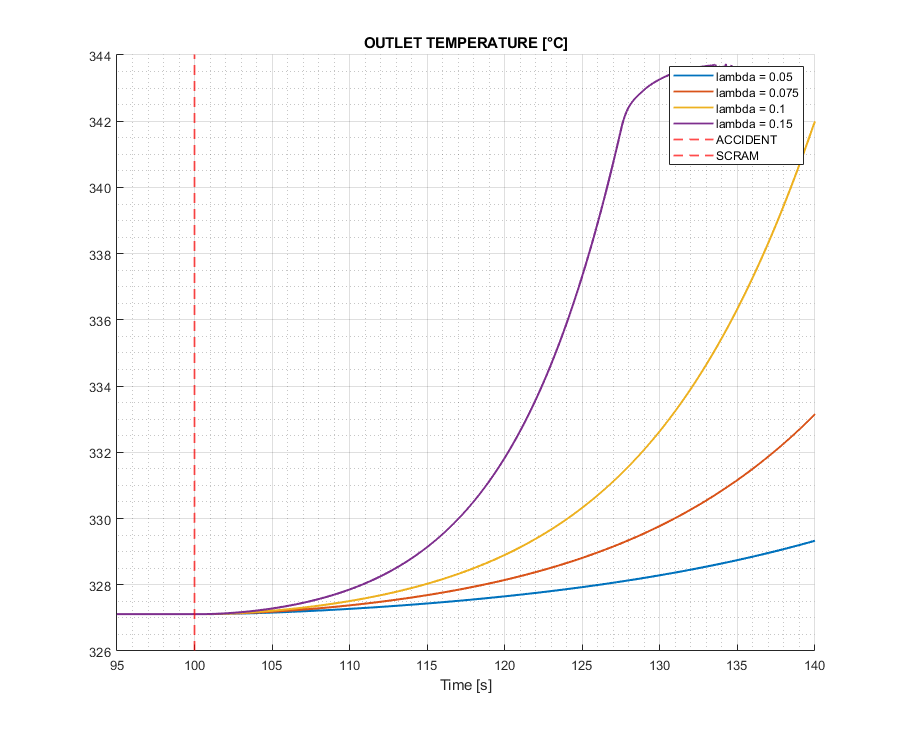 OUTLET TEMPERATURE [°C]
344
342
340
338
336
334
332
330
328
326
lambda = 0.05
lambda = 0.075
lambda = 0.1
lambda = 0.15
ACCIDENT
SCRAM
95
100
105
110
115
120
125
130
135
140
Time [s]